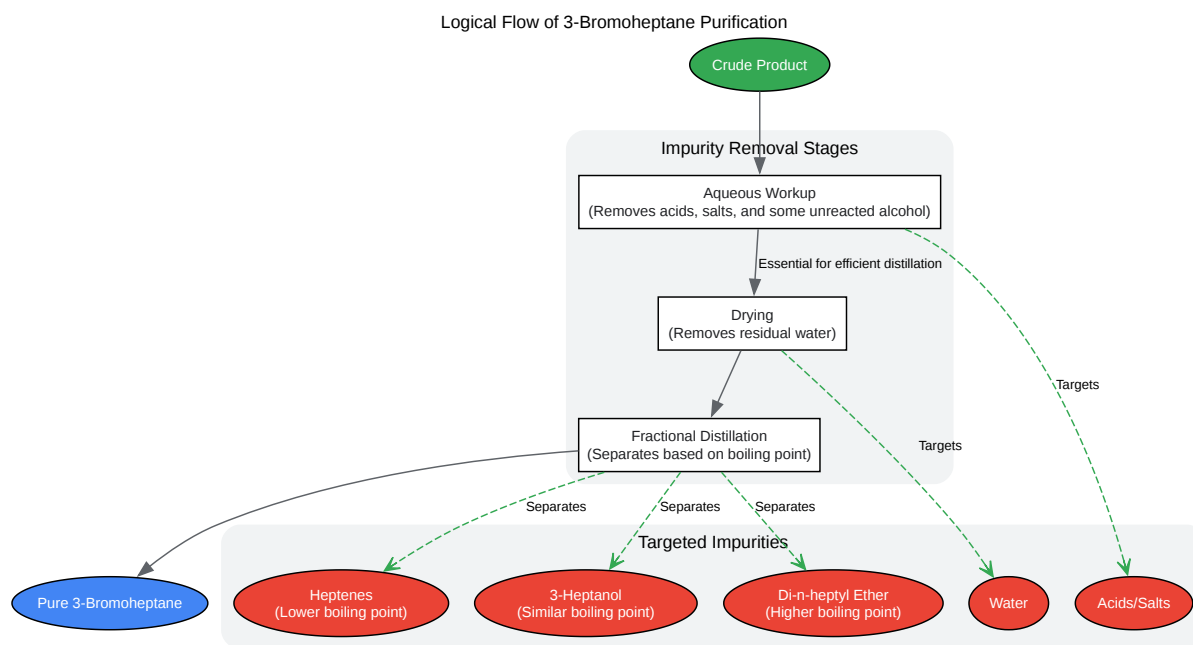 Logical Flow of 3-Bromoheptane Purification
Crude Product
Impurity Removal Stages
Aqueous Workup
(Removes acids, salts, and some unreacted alcohol)
Essential for efficient distillation
Drying
(Removes residual water)
Targets
Fractional Distillation
(Separates based on boiling point)
Targets
Separates
Separates
Separates
Targeted Impurities
Pure 3-Bromoheptane
Heptenes
(Lower boiling point)
3-Heptanol
(Similar boiling point)
Di-n-heptyl Ether
(Higher boiling point)
Water
Acids/Salts